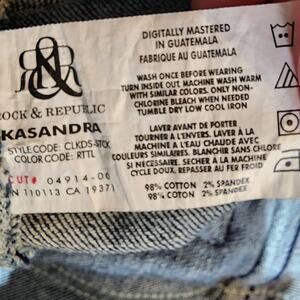 ROCK & REPUBLIC
KASANDRA
STYLE CODE: CLKDS-STCK
COLOR CODE: RTTL
CUT# 04914-00
N 110113 CA 19371
DIGITALLY MASTERED
IN GUATEMALA
FABRIQUE AU GUATEMALA
WASH ONCE BEFORE WEARING
TURN INSIDE OUT. MACHINE WASH WARM
WITH SIMILAR COLORS. ONLY NON-
CHLORINE BLEACH WHEN NEEDED
TUMBLE DRY LOW COOL IRON
LAVER AVANT DE PORTER
TOURNER A L'ENVERS. LAVER À LA
MACHINE A L'EAU CHAUDE AVEC
COULEURS SIMILAIRES. BLANCHIR SANS CHLORE
SI NECESSAIRE. SECHER MACHINE
CYCLE DOUX. REPASSER AU FER FROID
98% COTTON 2% SPANDEX
98% COTON 2% SPANDEX